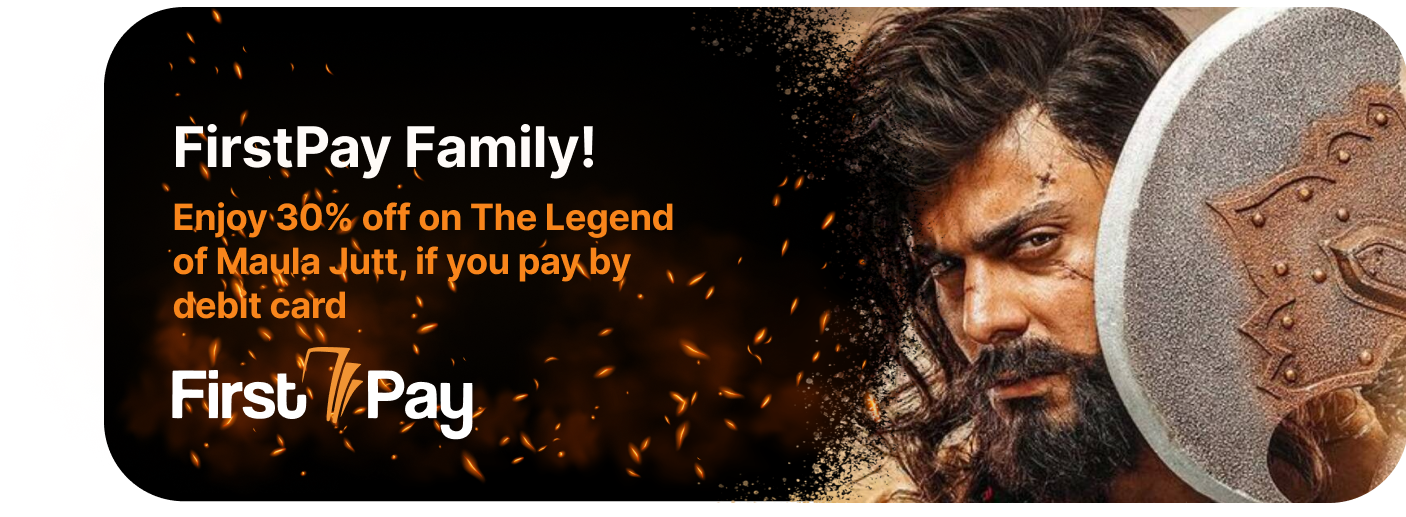 FirstPay Family!
Enjoy 30% off on The Legend
of Maula Jutt, if you pay by
debit card
First Pay